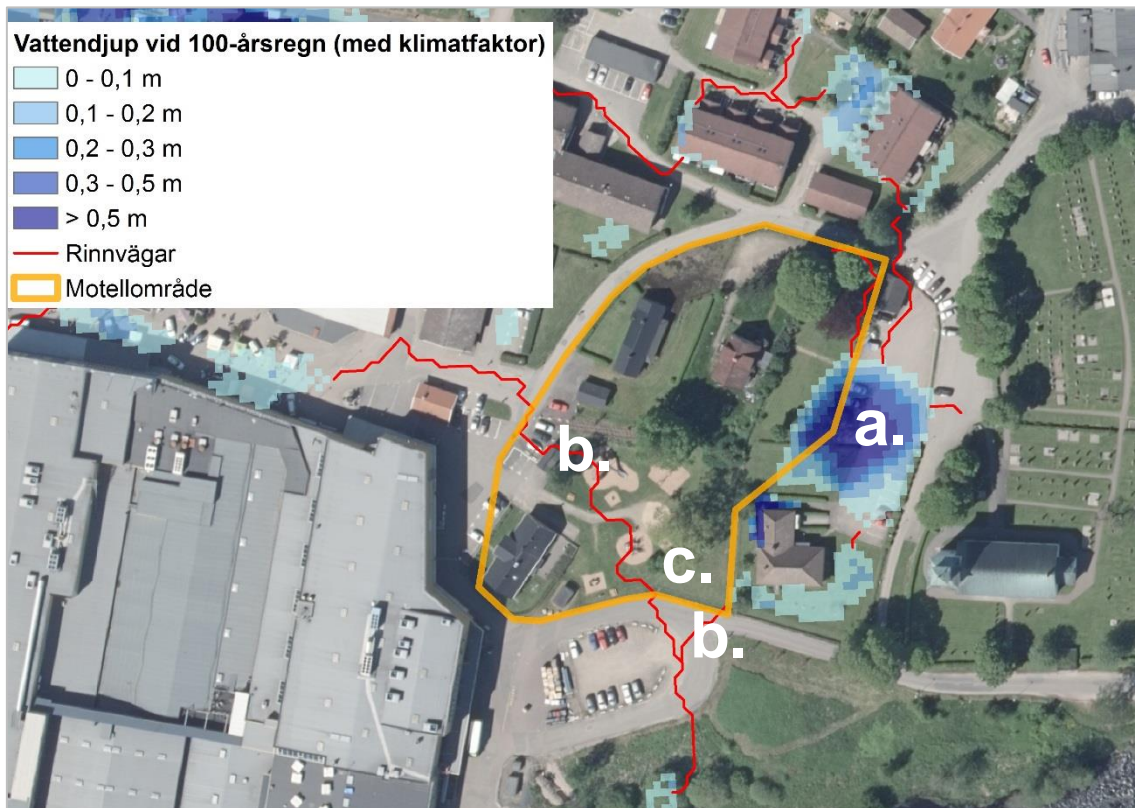 Vattendjup vid 100-årsregn (med klimatfaktor)
0 - 0,1 m
0,1 - 0,2 m
0,2 - 0,3 m
0,3 - 0,5 m
> 0,5 m
Rinnvägar
Motellområde
a.
b.
c.
b.